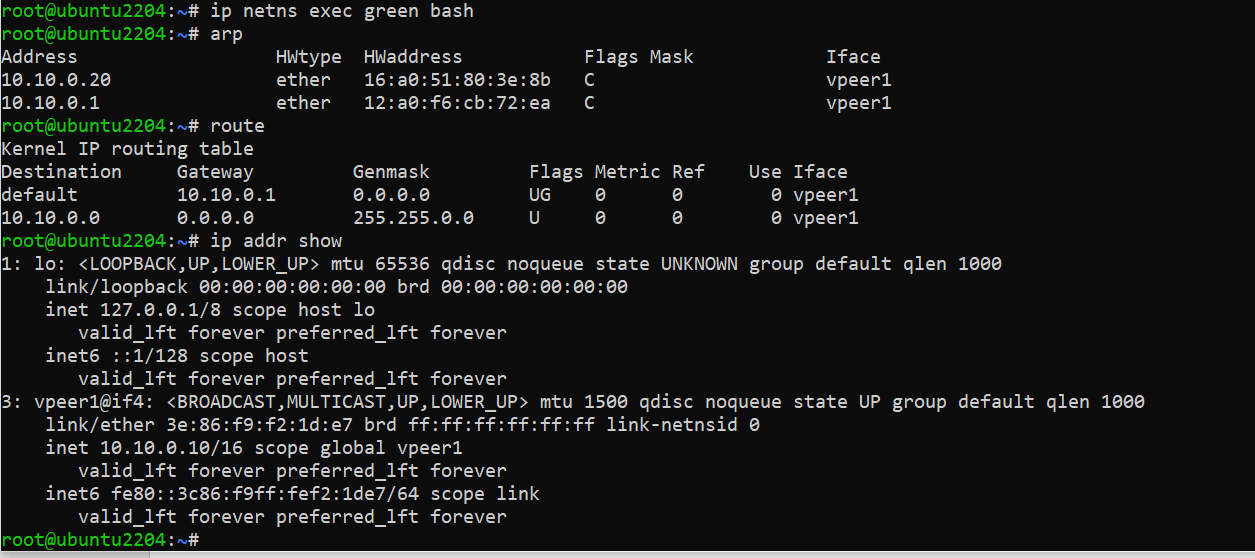 root@ubuntu2204:~# ip netns exec green bash
root@ubuntu2204:~# arp
Address                  HWtype  HWaddress           Flags Mask            Iface
10.10.0.20               ether   16:a0:51:80:3e:8b   C                     vpeer1
10.10.0.1                ether   12:a0:f6:cb:72:ea   C                     vpeer1
root@ubuntu2204:~# route
Kernel IP routing table
Destination     Gateway         Genmask         Flags Metric Ref    Use Iface
default         10.10.0.1       0.0.0.0         UG    0      0        0 vpeer1
10.10.0.0       0.0.0.0         255.255.0.0     U     0      0        0 vpeer1
root@ubuntu2204:~# ip addr show
1: lo: <LOOPBACK,UP,LOWER_UP> mtu 65536 qdisc noqueue state UNKNOWN group default qlen 1000
    link/loopback 00:00:00:00:00:00 brd 00:00:00:00:00:00
    inet 127.0.0.1/8 scope host lo
       valid_lft forever preferred_lft forever
    inet6 ::1/128 scope host
       valid_lft forever preferred_lft forever
3: vpeer1@if4: <BROADCAST,MULTICAST,UP,LOWER_UP> mtu 1500 qdisc noqueue state UP group default qlen 1000
    link/ether 3e:86:f9:f2:1d:e7 brd ff:ff:ff:ff:ff:ff link-netnsid 0
    inet 10.10.0.10/16 scope global vpeer1
       valid_lft forever preferred_lft forever
    inet6 fe80::3c86:f9ff:fef2:1de7/64 scope link
       valid_lft forever preferred_lft forever
root@ubuntu2204:~#